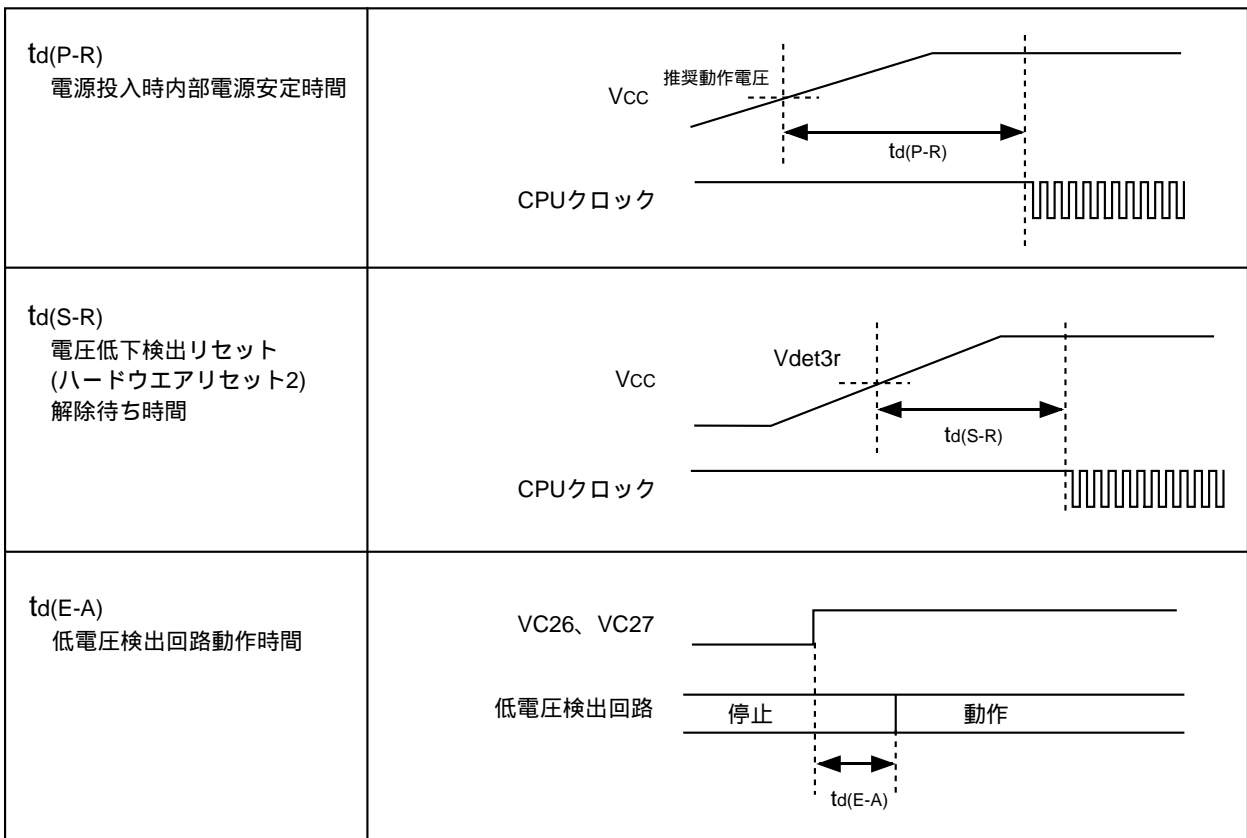 td(P-R)
電源投入時内部電源安定時間
推奨動作電圧
VCC
td(P-R)
CPUクロック
td(S-R)
電圧低下検出リセット
(ハードウエアリセット2)
解除待ち時間
Vdet3r
VCC
td(S-R)
CPUクロック
td(E-A)
低電圧検出回路動作時間
VC26、VC27
低電圧検出回路
停止
動作
td(E-A)